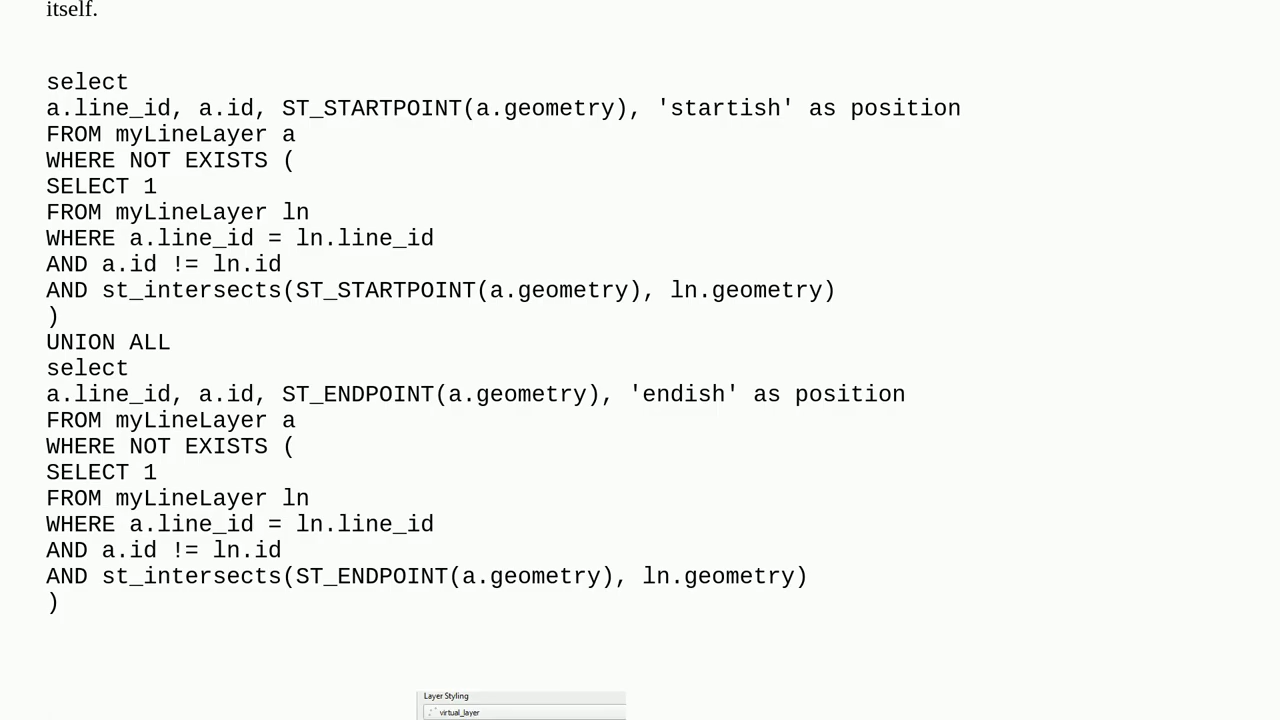 itself.
select
a.line_id, a.id, ST_STARTPOINT(a.geometry), 'startish' as position
FROM myLineLayer a
WHERE NOT EXISTS (
SELECT 1
FROM myLineLayer ln
WHERE a.line_id = ln.line_id
AND a.id != ln.id
AND st_intersects(ST_STARTPOINT(a.geometry), ln.geometry)
)
UNION ALL
select
a.line_id, a.id, ST_ENDPOINT(a.geometry), 'endish' as position
FROM myLineLayer a
WHERE NOT EXISTS (
SELECT 1
FROM myLineLayer ln
WHERE a.line_id = ln.line_id
AND a.id != ln.id
AND st_intersects(ST_ENDPOINT(a.geometry), ln.geometry)
)
Layer Styling
virtual_layer